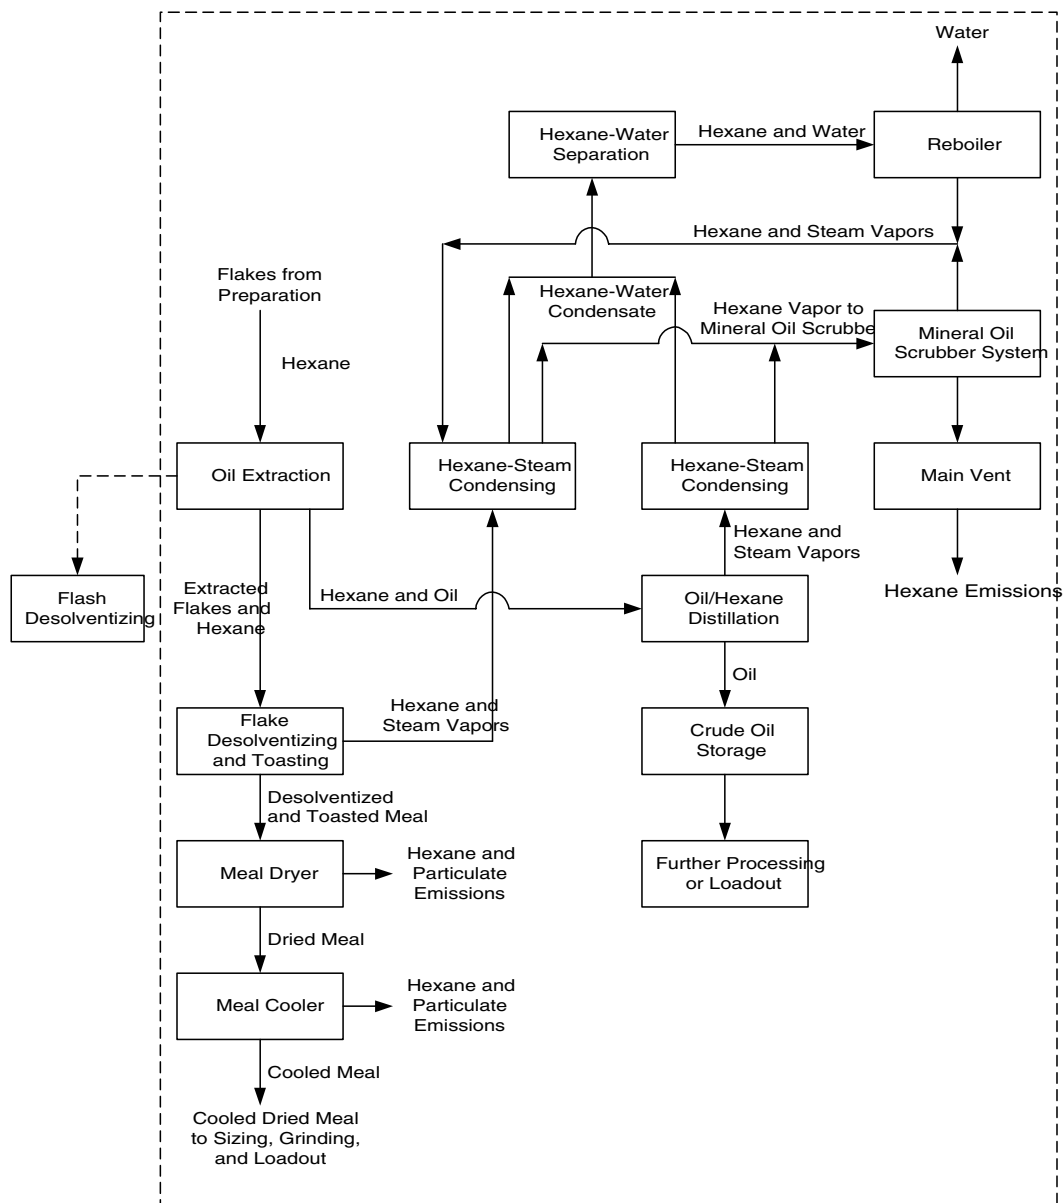 Water
Hexane-Water
Separation
Hexane and Water
Reboiler
Hexane and Steam Vapors
Flakes from
Preparation
Hexane-Water
Condensate
Hexane Vapor to
Mineral Oil Scrubbe
Mineral Oil
Scrubber System
Hexane
Oil Extraction
Hexane-Steam
Condensing
Hexane-Steam
Condensing
Main Vent
Hexane and
Steam Vapors
Flash
Desolventizing
Extracted
Flakes and
Hexane
Hexane and Oil
Oil/Hexane
Distillation
Hexane Emissions
Oil
Hexane and
Steam Vapors
Flake
Desolventizing
and Toasting
Crude Oil
Storage
Desolventized
and Toasted Meal
Meal Dryer
Hexane and
Particulate
Emissions
Further Processing
or Loadout
Dried Meal
Meal Cooler
Hexane and
Particulate
Emissions
Cooled Meal
Cooled Dried Meal
to Sizing, Grinding,
and Loadout